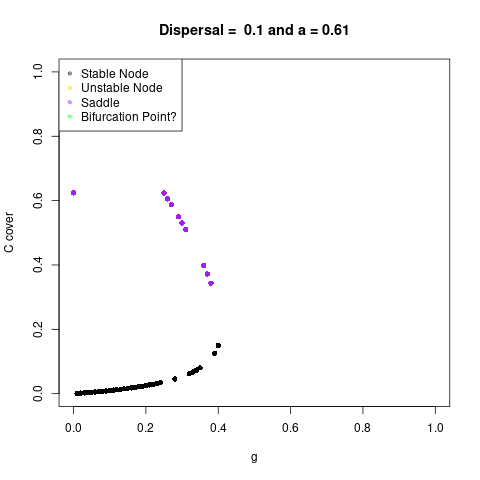 Dispersal =  0.1 and a = 0.61
Stable Node
Unstable Node
Saddle
Bifurcation Point?
C cover
1.0
0.8
0.6
0.4
0.2
0.0
0.0 0.2 0.4 0.6 0.8 1.0
g